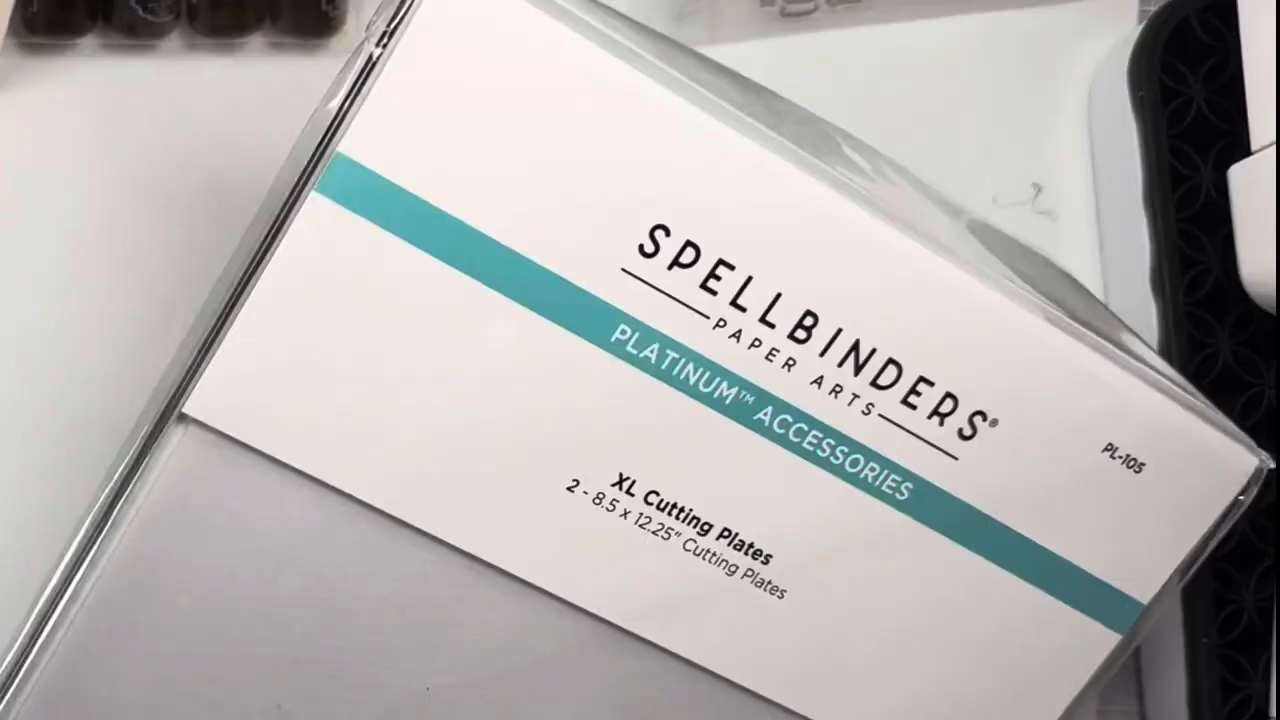 SPELLBINDERS®
PAPER ARTS
PLATINUM™ ACCESSORIES
PL-105
XL Cutting Plates
2 - 8.5 x 12.25" Cutting Plates